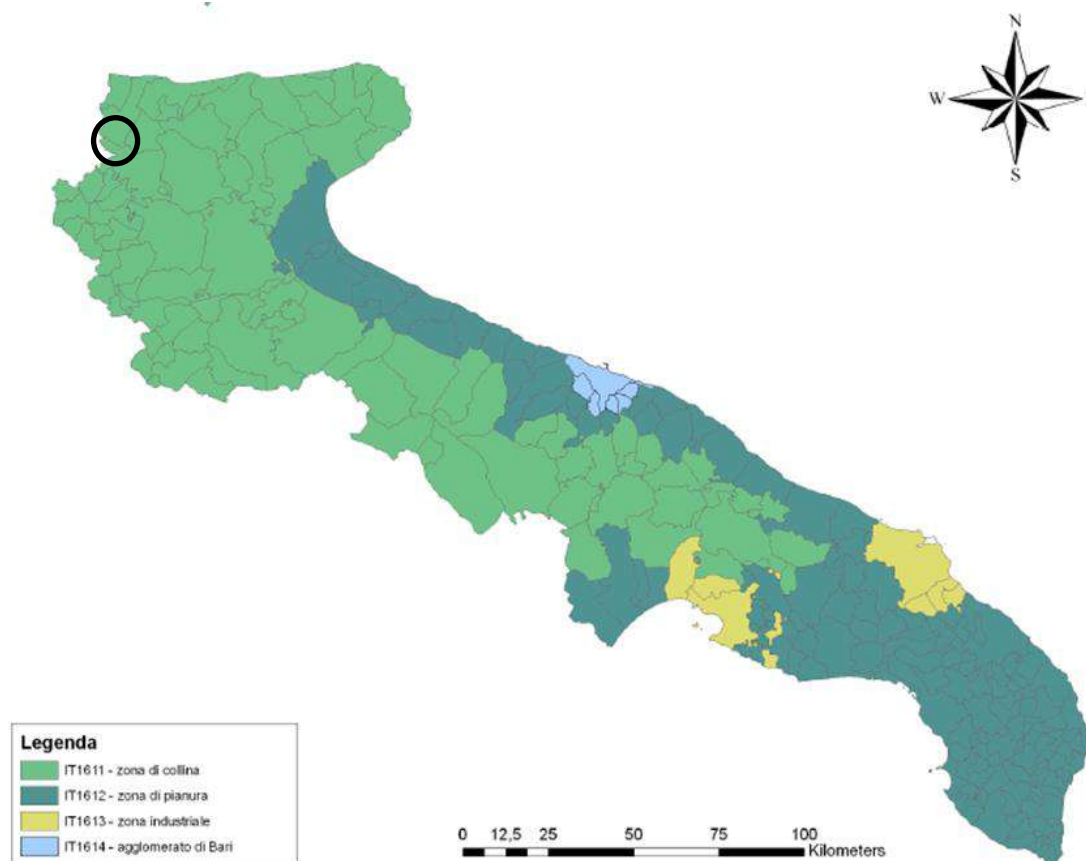 N
W
S
Legenda
IT1611 - zona di collina
IT1612 - zona di pianura
IT1613 - zona industriale
IT1614 - agglomerato di Bari
0 12,5 25 50 75 100
Kilometers